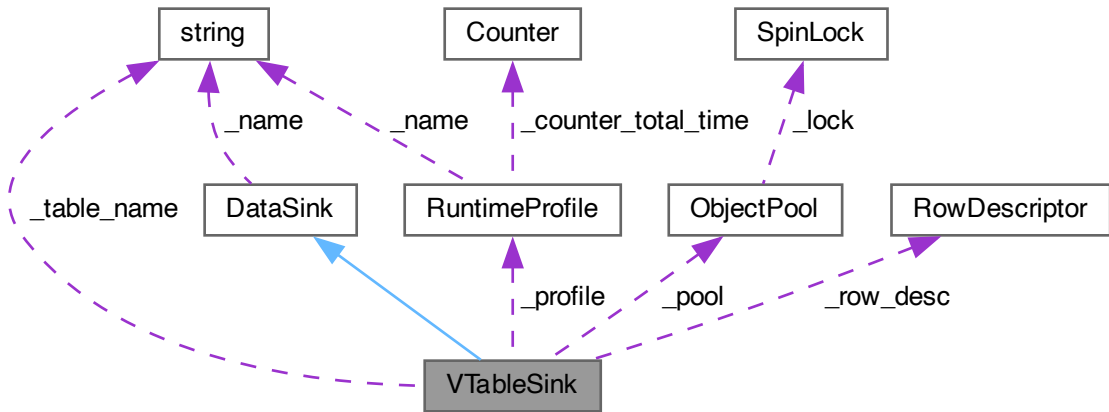 string
Counter
SpinLock
_name
_name
_counter_total_time
_lock
_table_name
DataSink
RuntimeProfile
ObjectPool
RowDescriptor
_profile
_pool
_row_desc
VTableSink